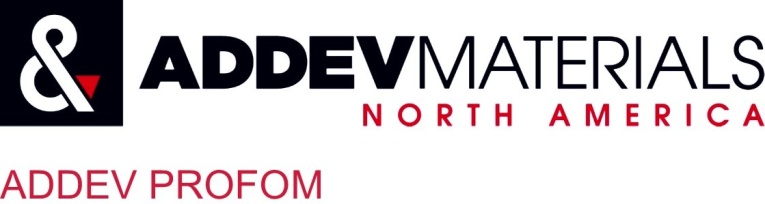 & ADDEVMATERIALS
NORTH AMERICA
ADDEV PROFOM